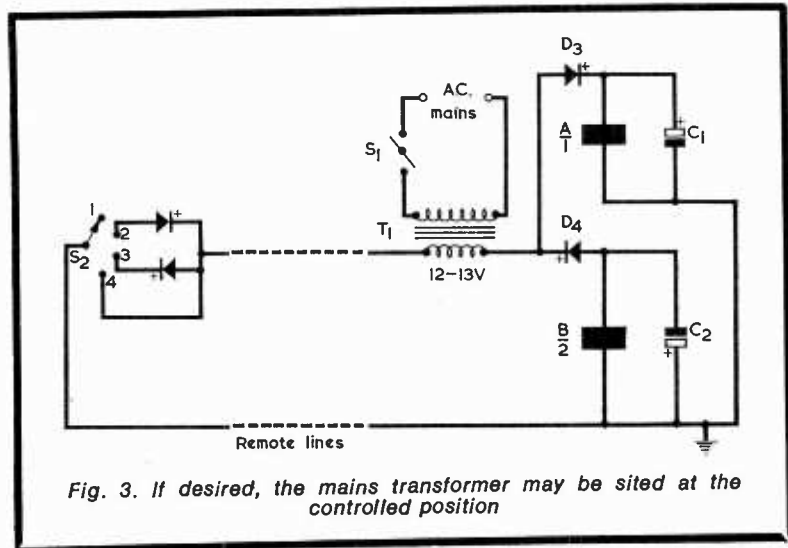 D3
+
A.C.
mains
S1
A
1
+
C1
1
2
+
T1
D4
S2
3
+
4
12-13V
+
B
2
C2
+
Remote lines
Fig. 3. If desired, the mains transformer may be sited at the
controlled position